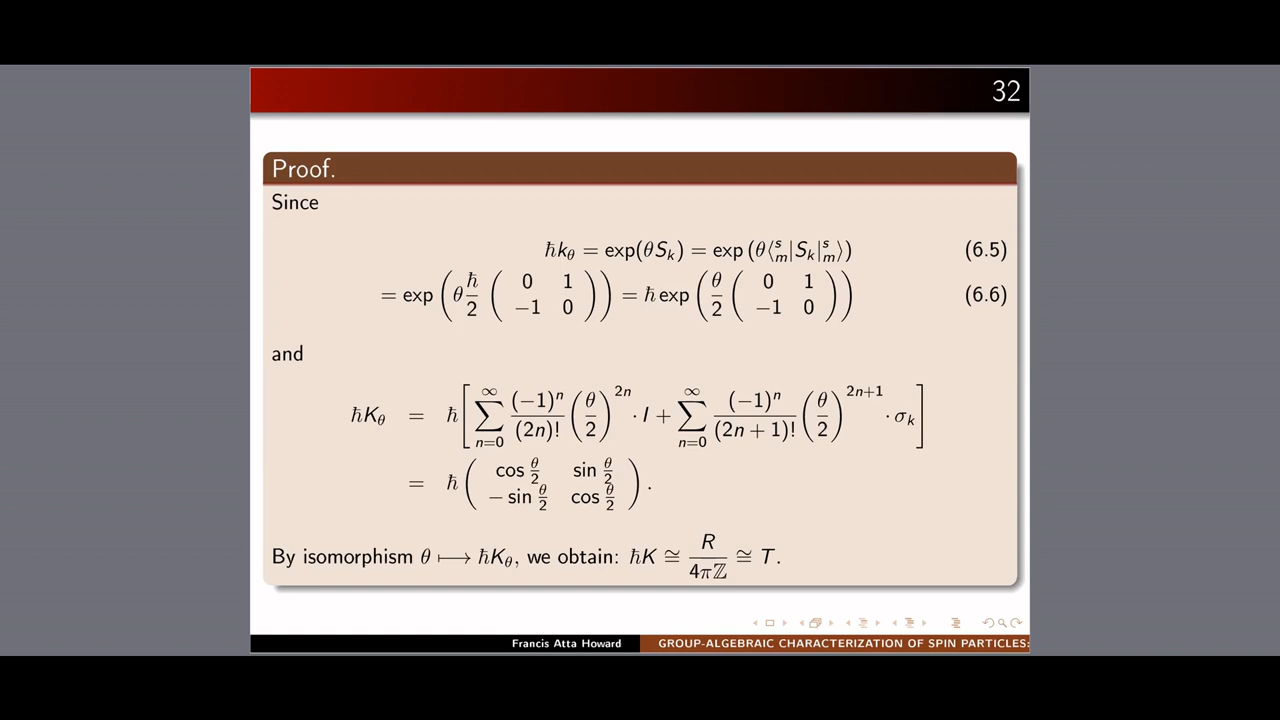 32
Proof.
Since
ℏk_θ = exp(θS_k) = exp (θ⟨^s_m|S_k|^s_m⟩) (6.5)
= exp (θ ℏ/2 ( 0 1 ; −1 0 )) = ℏ exp (θ/2 ( 0 1 ; −1 0 )) (6.6)
and
ℏK_θ = ℏ[ ∑_{n=0}^{∞} (−1)^n/(2n)! (θ/2)^{2n} · I + ∑_{n=0}^{∞} (−1)^n/(2n + 1)! (θ/2)^{2n+1} · σ_k ]
= ℏ ( cos θ/2 sin θ/2 ; − sin θ/2 cos θ/2 ) .
By isomorphism θ ⟼ ℏK_θ, we obtain: ℏK ≅ R/4πℤ ≅ T.
Francis Atta Howard GROUP-ALGEBRAIC CHARACTERIZATION OF SPIN PARTICLES: